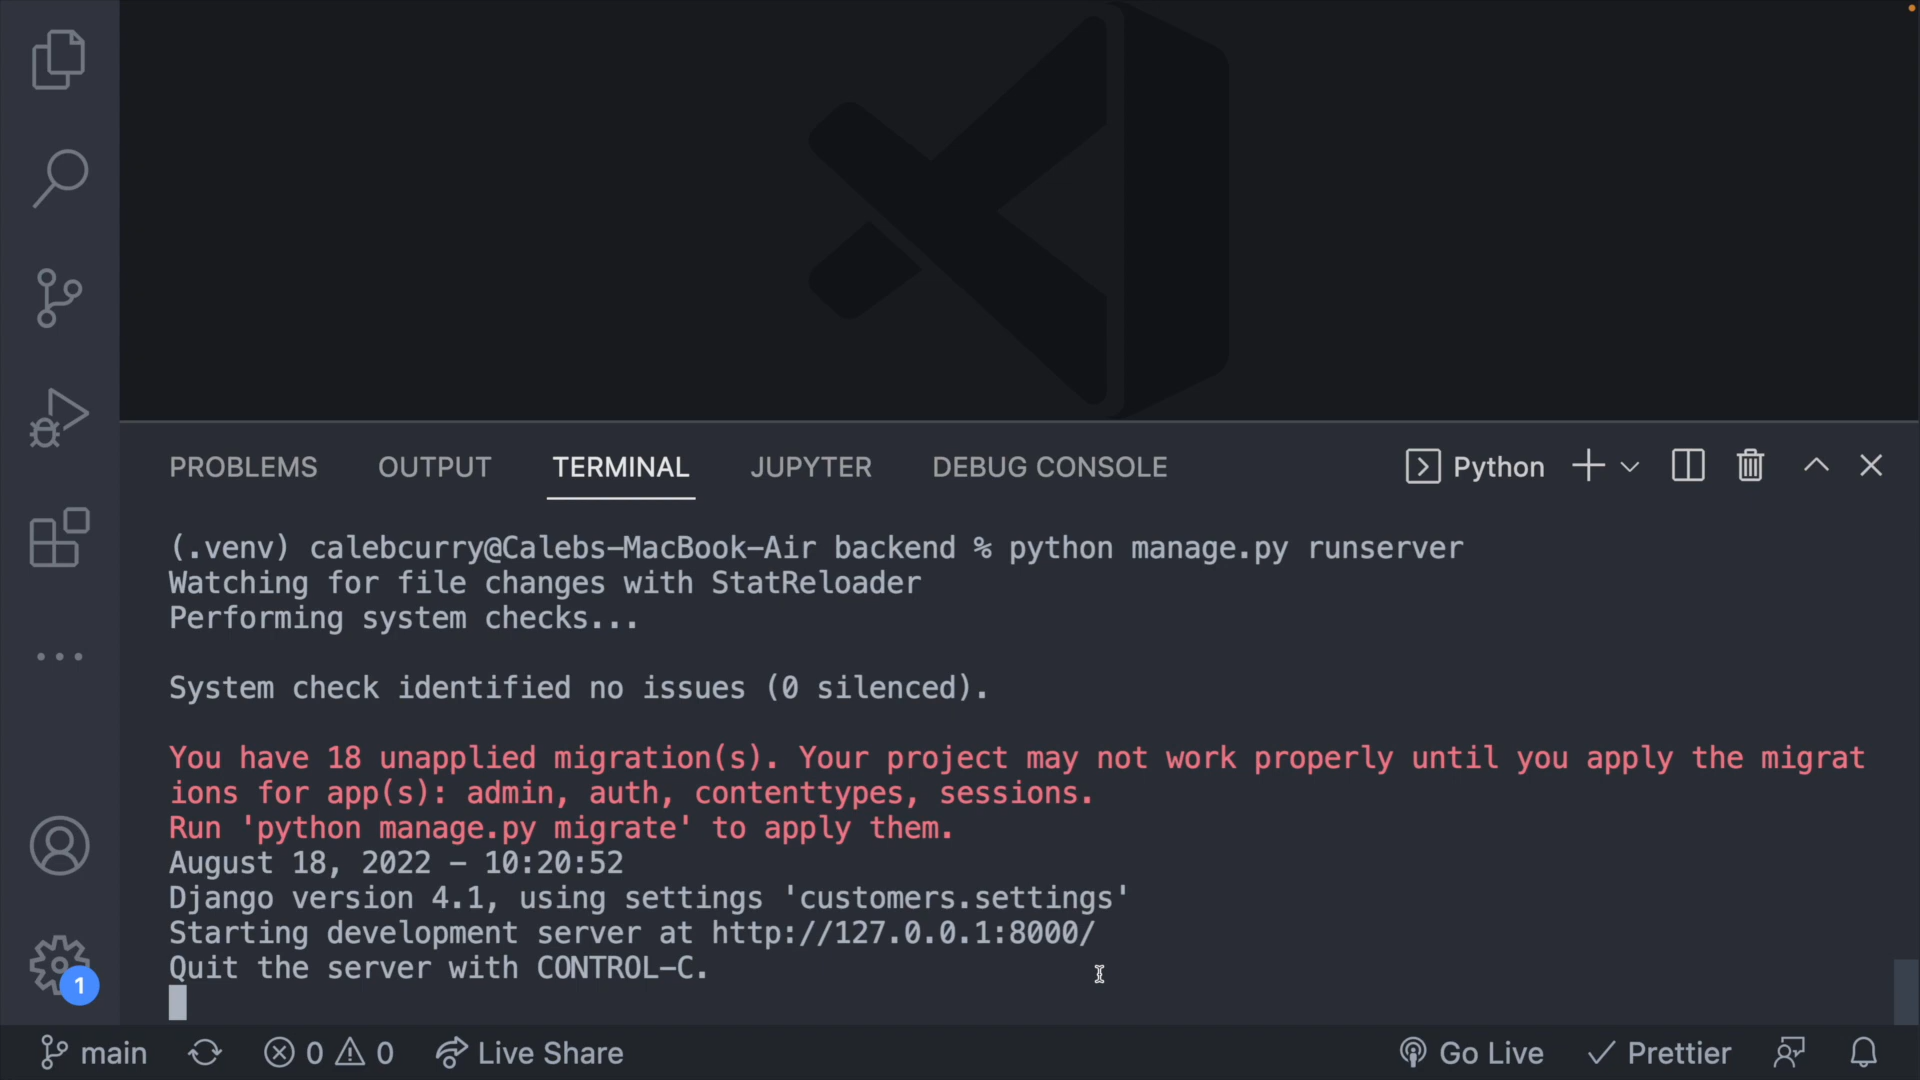 PROBLEMS OUTPUT TERMINAL JUPYTER DEBUG CONSOLE Python
(.venv) calebcurry@Calebs-MacBook-Air backend % python manage.py runserver
Watching for file changes with StatReloader
Performing system checks...
System check identified no issues (0 silenced).
You have 18 unapplied migration(s). Your project may not work properly until you apply the migrat
ions for app(s): admin, auth, contenttypes, sessions.
Run 'python manage.py migrate' to apply them.
August 18, 2022 - 10:20:52
Django version 4.1, using settings 'customers.settings'
Starting development server at http://127.0.0.1:8000/
Quit the server with CONTROL-C.
1
main 0 0 Live Share Go Live Prettier